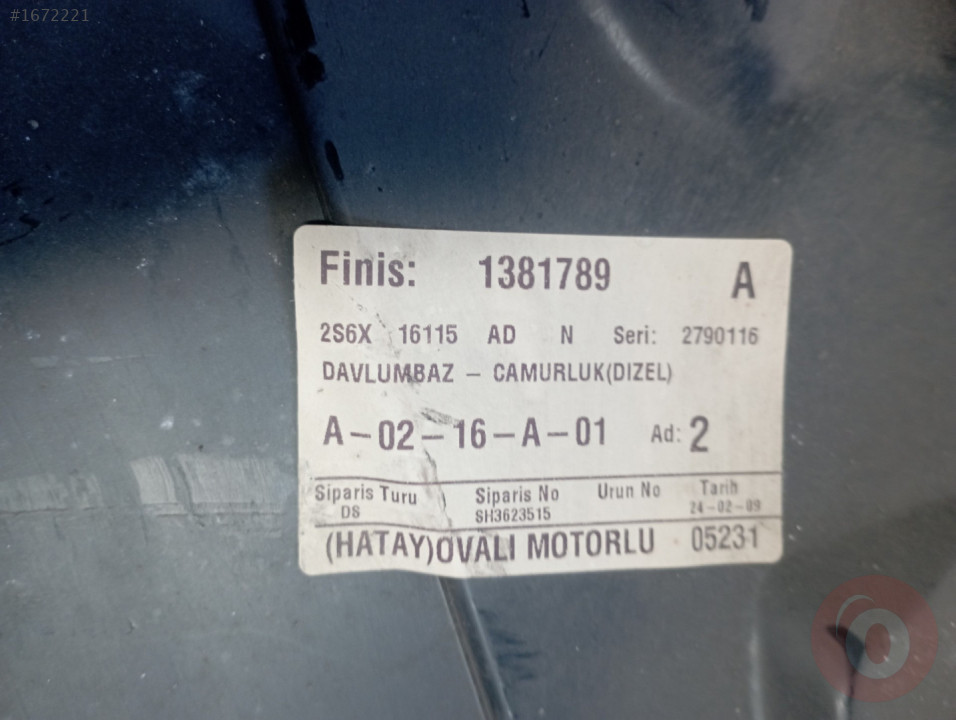 #1672221
Finis: 1381789 A
2S6X 16115 AD N Seri: 2790116
DAVLUMBAZ - CAMURLUK(DIZEL)
A-02-16-A-01 Ad: 2
Siparis Turu Siparis No Urun No Tarih
DS SH3623515 24-02-09
(HATAY)OVALI MOTORLU 05231